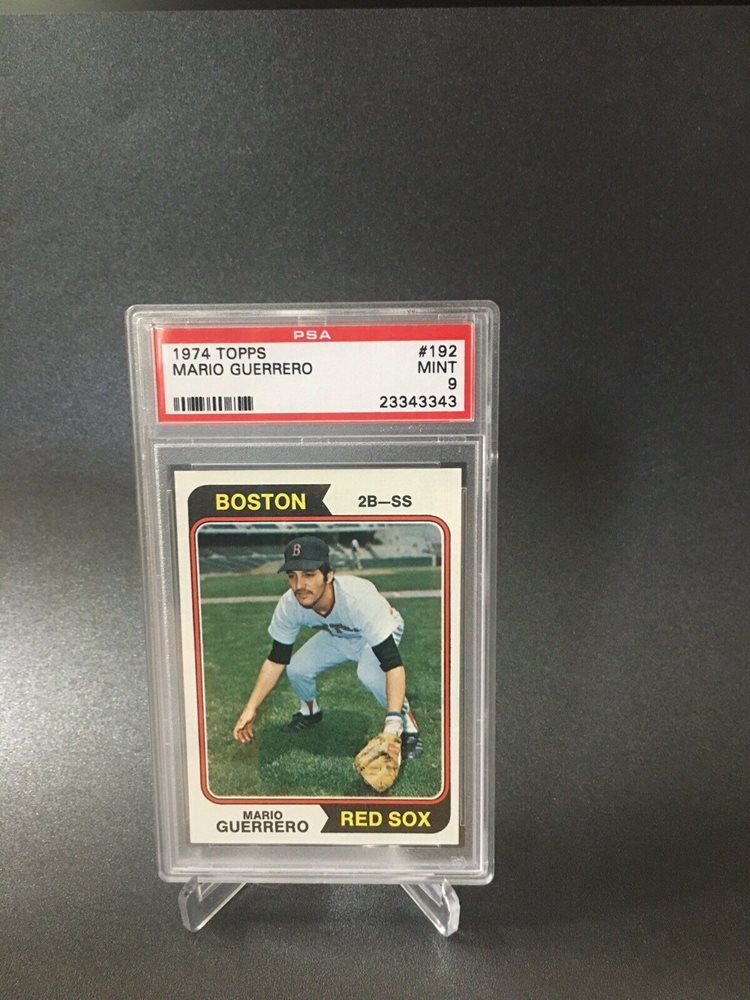 PSA
1974 TOPPS #192
MARIO GUERRERO MINT
9
23343343
BOSTON 2B—SS
B
MARIO
GUERRERO
RED SOX